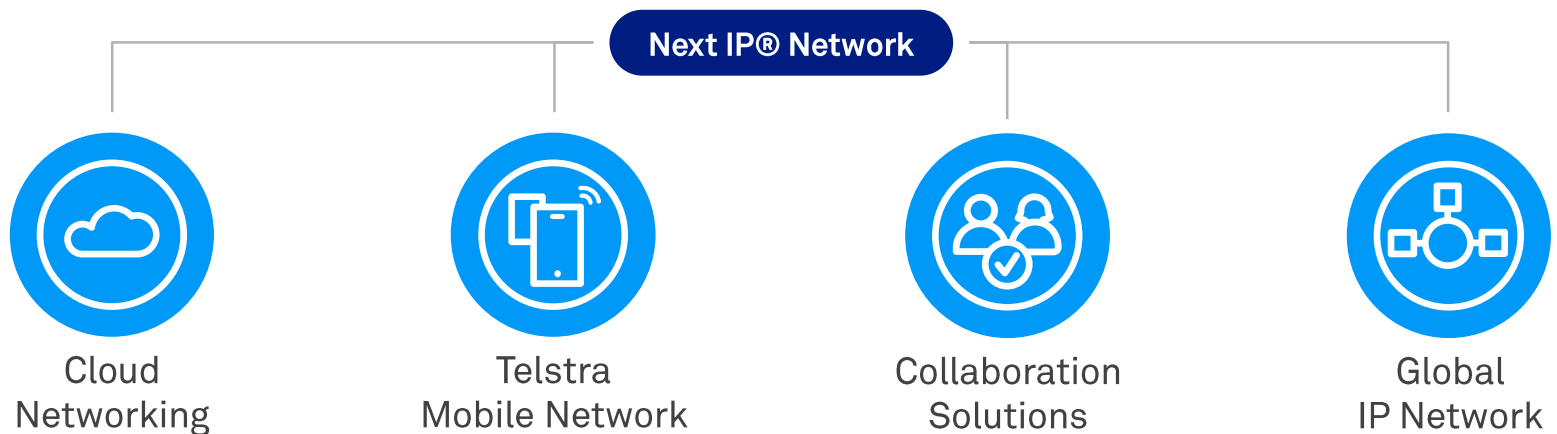 Next IP® Network
Cloud
Networking
Telstra
Mobile Network
Collaboration
Solutions
Global
IP Network